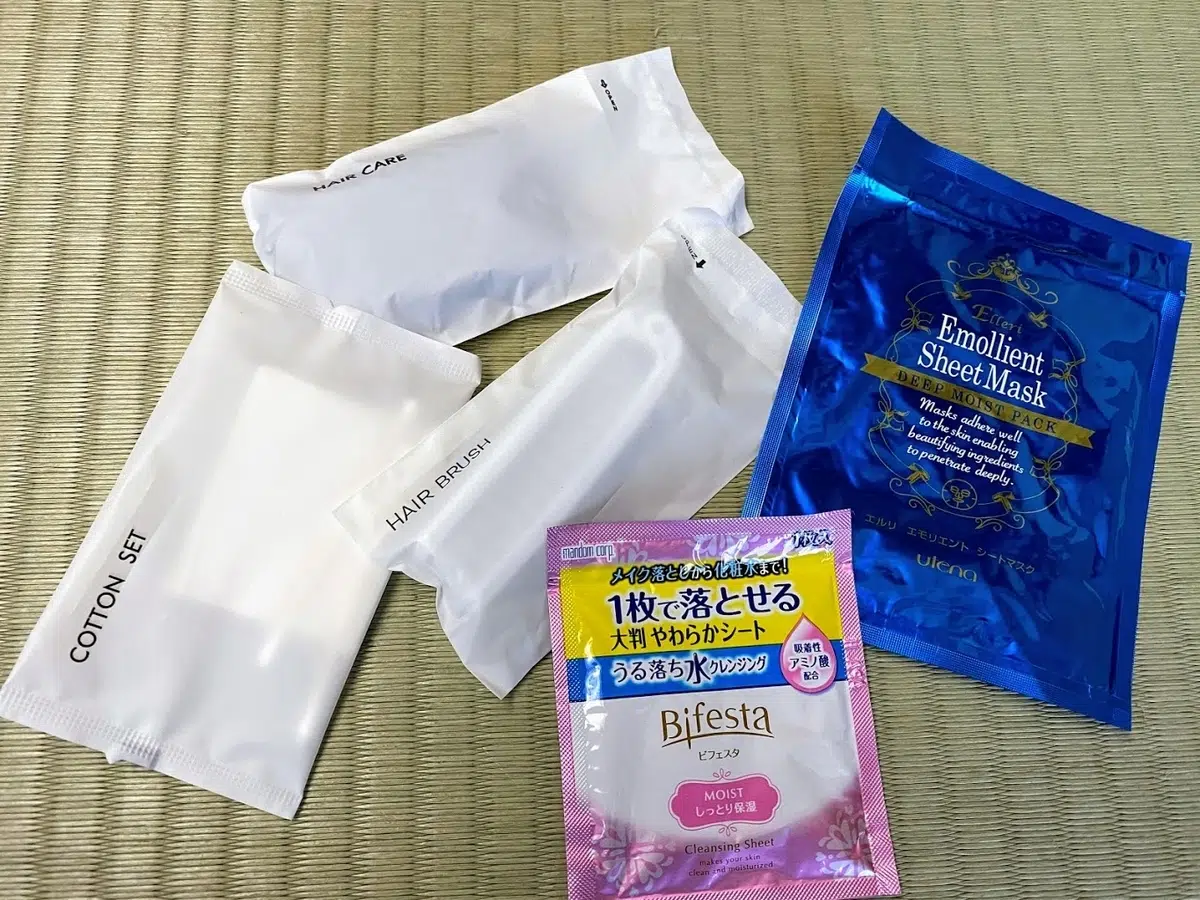 HAIR CARE
OPEN
HAIR BRUSH
COTTON SET
Elleri
Emollient
Sheet Mask
DEEP MOIST PACK
Masks adhere well
to the skin enabling
beautifying ingredients
to penetrate deeply.
エルリ エモリエント シートマスク
ulena
mandom corp.
メイク落としから化粧水まで!
1枚で落とせる
大判 やわらかシート
うる落ち水クレンジング
吸着性
アミノ酸
配合
Bifesta
ビフェスタ
MOIST
しっとり保湿
Cleansing Sheet
makes your skin
clean and moisturized